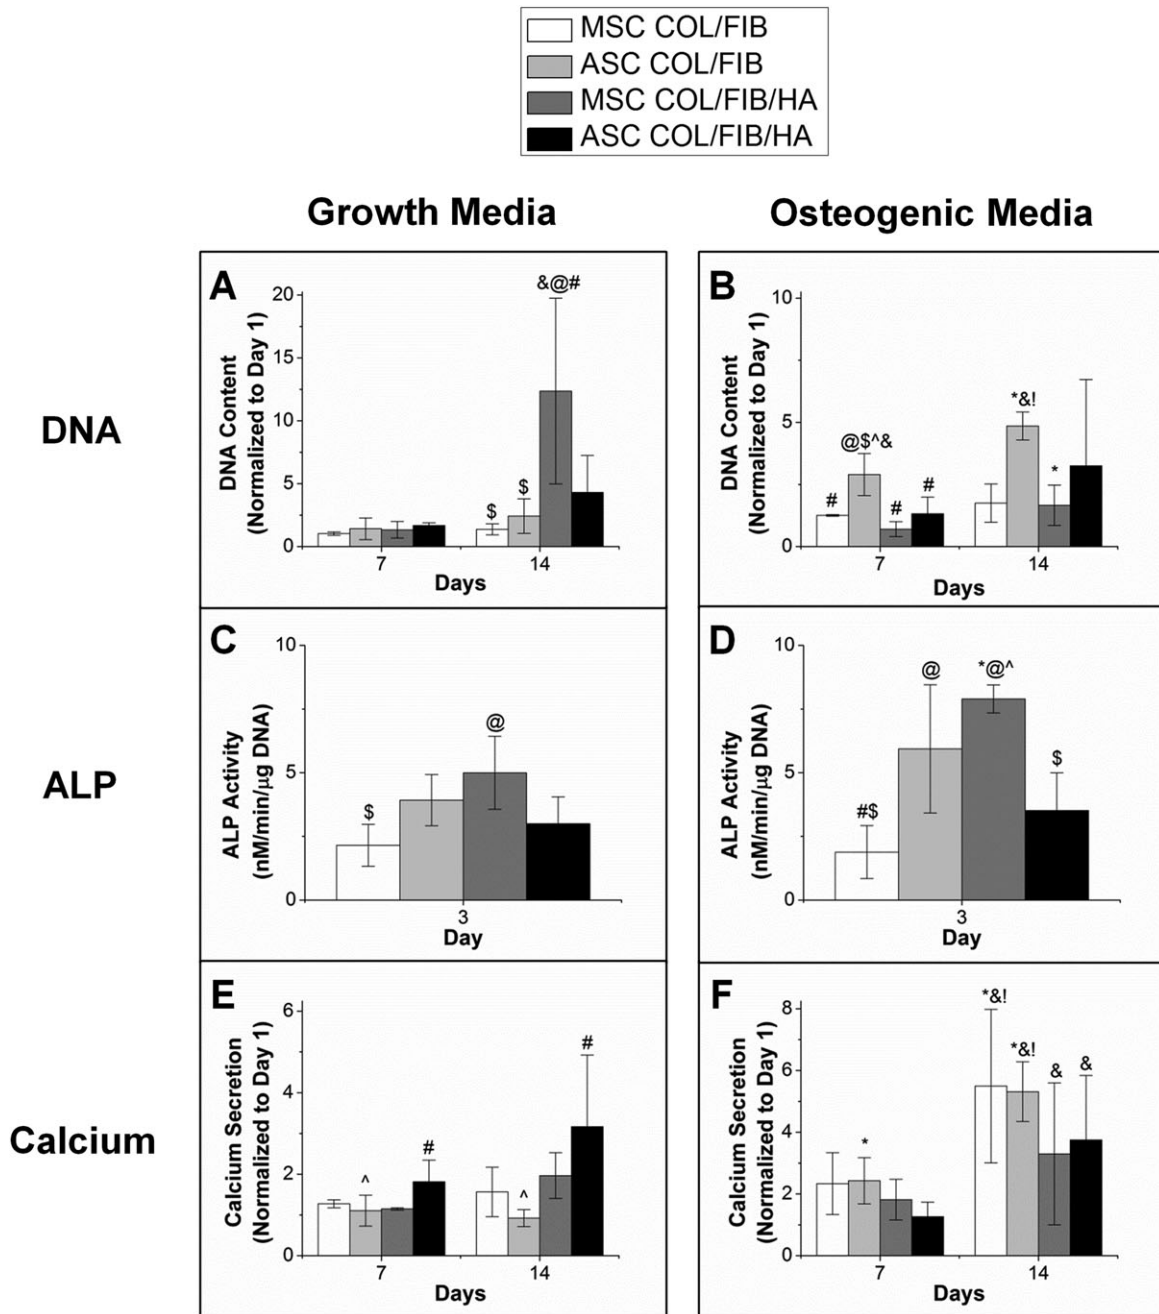 MSC COL/FIB
ASC COL/FIB
MSC COL/FIB/HA
ASC COL/FIB/HA
Growth Media
Osteogenic Media
DNA
A
DNA Content
(Normalized to Day 1)
20
15
10
5
0
$
$
&@#
7
14
Days
B
DNA Content
(Normalized to Day 1)
10
5
0
#
@$^&
#
#
*&!
*
7
14
Days
ALP
C
ALP Activity
(nM/min/μg DNA)
10
5
0
$
@
3
Day
D
ALP Activity
(nM/min/μg DNA)
10
5
0
#$
@
*@^
$
3
Day
Calcium
E
Calcium Secretion
(Normalized to Day 1)
6
4
2
0
^
#
^
#
7
14
Days
F
Calcium Secretion
(Normalized to Day 1)
8
6
4
2
0
*
*&!
*&!
&
&
7
14
Days